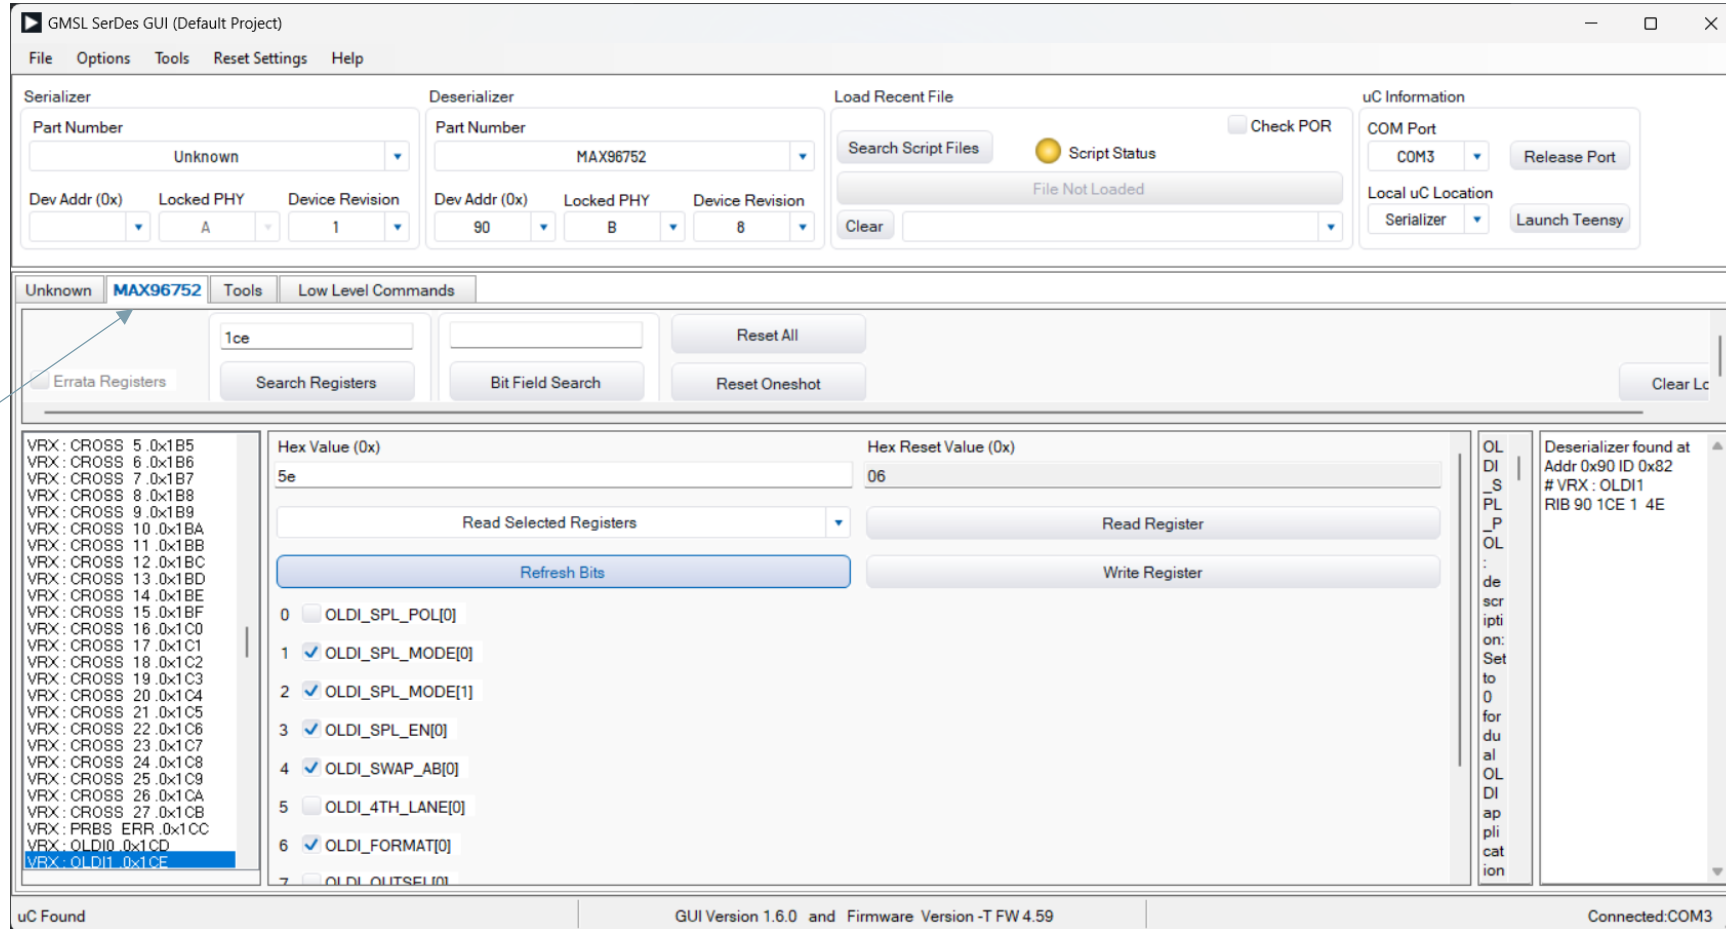 GMSL SerDes GUI (Default Project)
File Options Tools Reset Settings Help
Serializer
Part Number
Unknown
Dev Addr (0x) Locked PHY Device Revision
A 1
Deserializer
Part Number
MAX96752
Dev Addr (0x) Locked PHY Device Revision
90 B 8
Load Recent File
Check POR
Search Script Files Script Status
File Not Loaded
Clear
uC Information
COM Port
COM3 Release Port
Local uC Location
Serializer Launch Teensy
Unknown MAX96752 Tools Low Level Commands
1ce
Reset All
Errata Registers Search Registers Bit Field Search Reset Oneshot Clear Lo
VRX : CROSS 5 .0x1B5
VRX : CROSS 6 .0x1B6
VRX : CROSS 7 .0x1B7
VRX : CROSS 8 .0x1B8
VRX : CROSS 9 .0x1B9
VRX : CROSS 10 .0x1BA
VRX : CROSS 11 .0x1BB
VRX : CROSS 12 .0x1BC
VRX : CROSS 13 .0x1BD
VRX : CROSS 14 .0x1BE
VRX : CROSS 15 .0x1BF
VRX : CROSS 16 .0x1C0
VRX : CROSS 17 .0x1C1
VRX : CROSS 18 .0x1C2
VRX : CROSS 19 .0x1C3
VRX : CROSS 20 .0x1C4
VRX : CROSS 21 .0x1C5
VRX : CROSS 22 .0x1C6
VRX : CROSS 23 .0x1C7
VRX : CROSS 24 .0x1C8
VRX : CROSS 25 .0x1C9
VRX : CROSS 26 .0x1CA
VRX : CROSS 27 .0x1CB
VRX : PRBS ERR .0x1CC
VRX : OLDI0 .0x1CD
VRX : OLDI1 .0x1CE
Hex Value (0x) Hex Reset Value (0x)
5e 06
Read Selected Registers Read Register
Refresh Bits Write Register
0 OLDI_SPL_POL[0]
1 OLDI_SPL_MODE[0]
2 OLDI_SPL_MODE[1]
3 OLDI_SPL_EN[0]
4 OLDI_SWAP_AB[0]
5 OLDI_4TH_LANE[0]
6 OLDI_FORMAT[0]
7 OLDI_OUTSEL[0]
OL
DI
_S
PL
_P
OL
:
de
scr
ipti
on:
Set
to
0
for
du
al
OL
DI
ap
pli
cat
ion
Deserializer found at
Addr 0x90 ID 0x82
# VRX : OLDI1
RIB 90 1CE 1 4E
uC Found
GUI Version 1.6.0 and Firmware Version -T FW 4.59
Connected:COM3